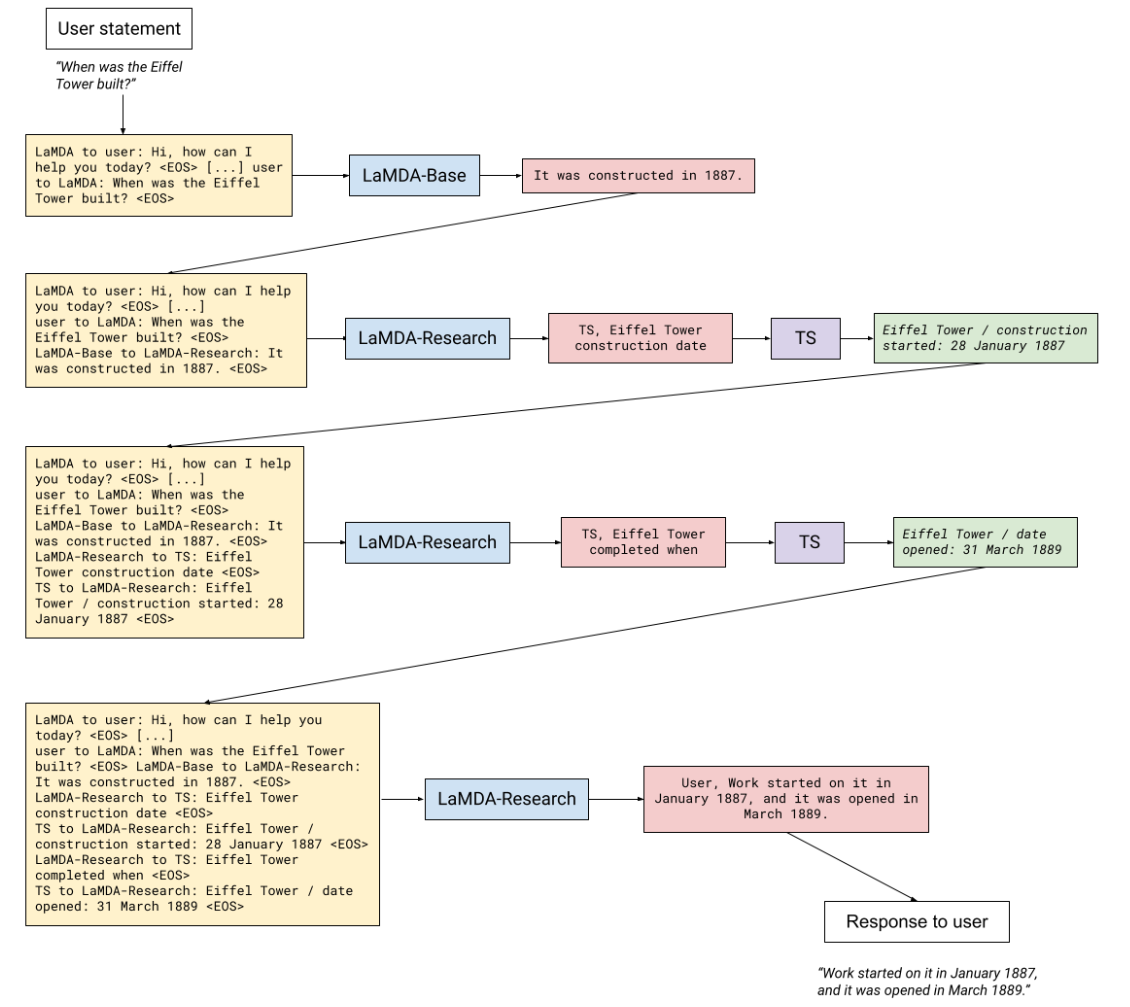 User statement
“When was the Eiffel
Tower built?”
LaMDA to user: Hi, how can I
help you today? <EOS> [...] user
to LaMDA: When was the Eiffel
Tower built? <EOS>
LaMDA-Base
It was constructed in 1887.
LaMDA to user: Hi, how can I help
you today? <EOS> [...]
user to LaMDA: When was the
Eiffel Tower built? <EOS>
LaMDA-Base to LaMDA-Research: It
was constructed in 1887. <EOS>
LaMDA-Research
TS, Eiffel Tower
construction date
TS
Eiffel Tower / construction
started: 28 January 1887
LaMDA to user: Hi, how can I help
you today? <EOS> [...]
user to LaMDA: When was the
Eiffel Tower built? <EOS>
LaMDA-Base to LaMDA-Research: It
was constructed in 1887. <EOS>
LaMDA-Research to TS: Eiffel
Tower construction date <EOS>
TS to LaMDA-Research: Eiffel
Tower / construction started: 28
January 1887 <EOS>
LaMDA-Research
TS, Eiffel Tower
completed when
TS
Eiffel Tower / date
opened: 31 March 1889
LaMDA to user: Hi, how can I help you
today? <EOS> [...]
user to LaMDA: When was the Eiffel Tower
built? <EOS> LaMDA-Base to LaMDA-Research:
It was constructed in 1887. <EOS>
LaMDA-Research to TS: Eiffel Tower
construction date <EOS>
TS to LaMDA-Research: Eiffel Tower /
construction started: 28 January 1887 <EOS>
LaMDA-Research to TS: Eiffel Tower
completed when <EOS>
TS to LaMDA-Research: Eiffel Tower / date
opened: 31 March 1889 <EOS>
LaMDA-Research
User, Work started on it in
January 1887, and it was opened in
March 1889.
Response to user
“Work started on it in January 1887,
and it was opened in March 1889.”